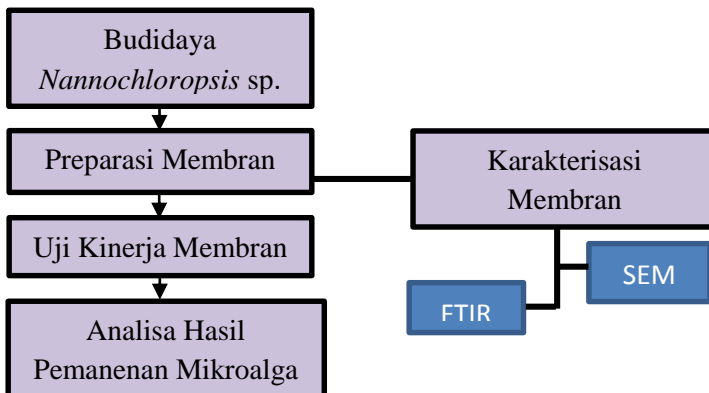 Budidaya
Nannochloropsis sp.
Preparasi Membran
Karakterisasi
Membran
Uji Kinerja Membran
SEM
FTIR
Analisa Hasil
Pemanenan Mikroalga